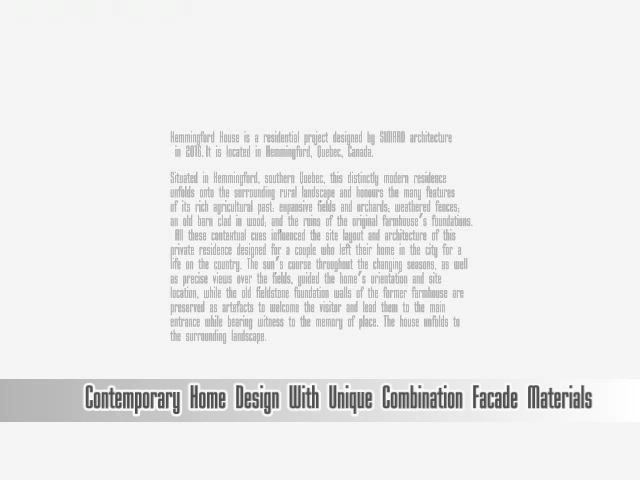 Hemmingford House is a residential project designed by SIMARD architecture
in 2016. It is located in Hemmingford, Quebec, Canada.
Situated in Hemmingford, southern Quebec, this distinctly modern residence
unfolds onto the surrounding rural landscape and honours the many features
of its rich agricultural past: expansive fields and orchards; weathered fences;
an old barn clad in wood; and the ruins of the original farmhouse's foundations.
All these contextual cues influenced the site layout and architecture of this
private residence designed for a couple who left their home in the city for a
life on the country. The sun's course throughout the changing seasons, as well
as precise views over the fields, guided the home's orientation and site
location, while the old fieldstone foundation walls of the former farmhouse are
preserved as artefacts to welcome the visitor and lead them to the main
entrance while bearing witness to the memory of place. The house unfolds to
the surrounding landscape.
Contemporary Home Design With Unique Combination Facade Materials